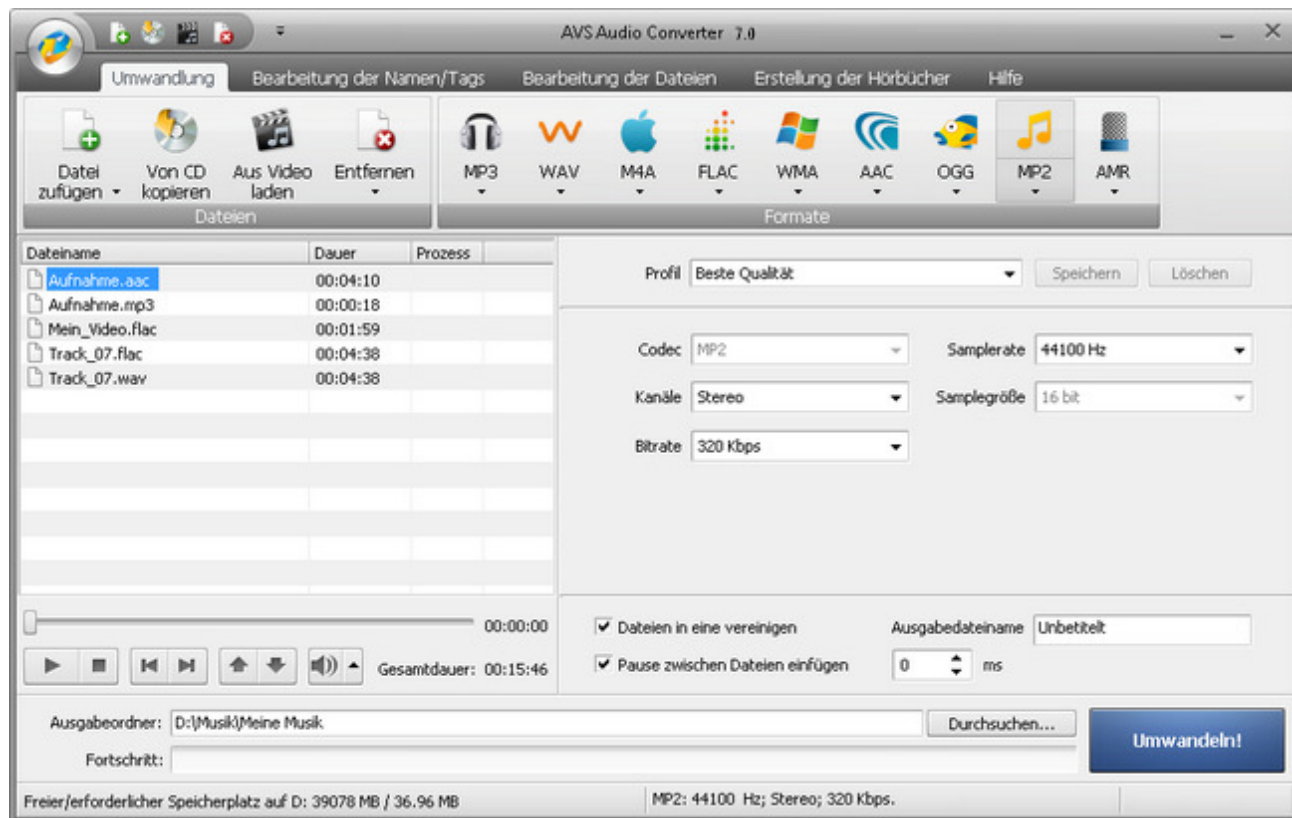 AVS Audio Converter 7.0
Umwandlung Bearbeitung der Namen/Tags Bearbeitung der Dateien Erstellung der Hörbücher Hilfe
Datei zufügen
Von CD kopieren
Aus Video laden
Entfernen
MP3 WAV M4A FLAC WMA AAC OGG MP2 AMR
Dateien Formate
Dateiname Dauer Prozess
Aufnahme.aac 00:04:10
Aufnahme.mp3 00:00:18
Mein_Video.flac 00:01:59
Track_07.flac 00:04:38
Track_07.wav 00:04:38
Profil Beste Qualität Speichern Löschen
Codec MP2 Samplerate 44100 Hz
Kanäle Stereo Samplegröße 16 bit
Bitrate 320 Kbps
00:00:00
Gesamtdauer: 00:15:46
Dateien in eine vereinigen Ausgabedateiname Unbetitelt
Pause zwischen Dateien einfügen 0 ms
Ausgabeordner: D:\Musik\Meine Musik Durchsuchen...
Fortschritt:
Umwandeln!
Freier/erforderlicher Speicherplatz auf D: 39078 MB / 36.96 MB MP2: 44100 Hz; Stereo; 320 Kbps.